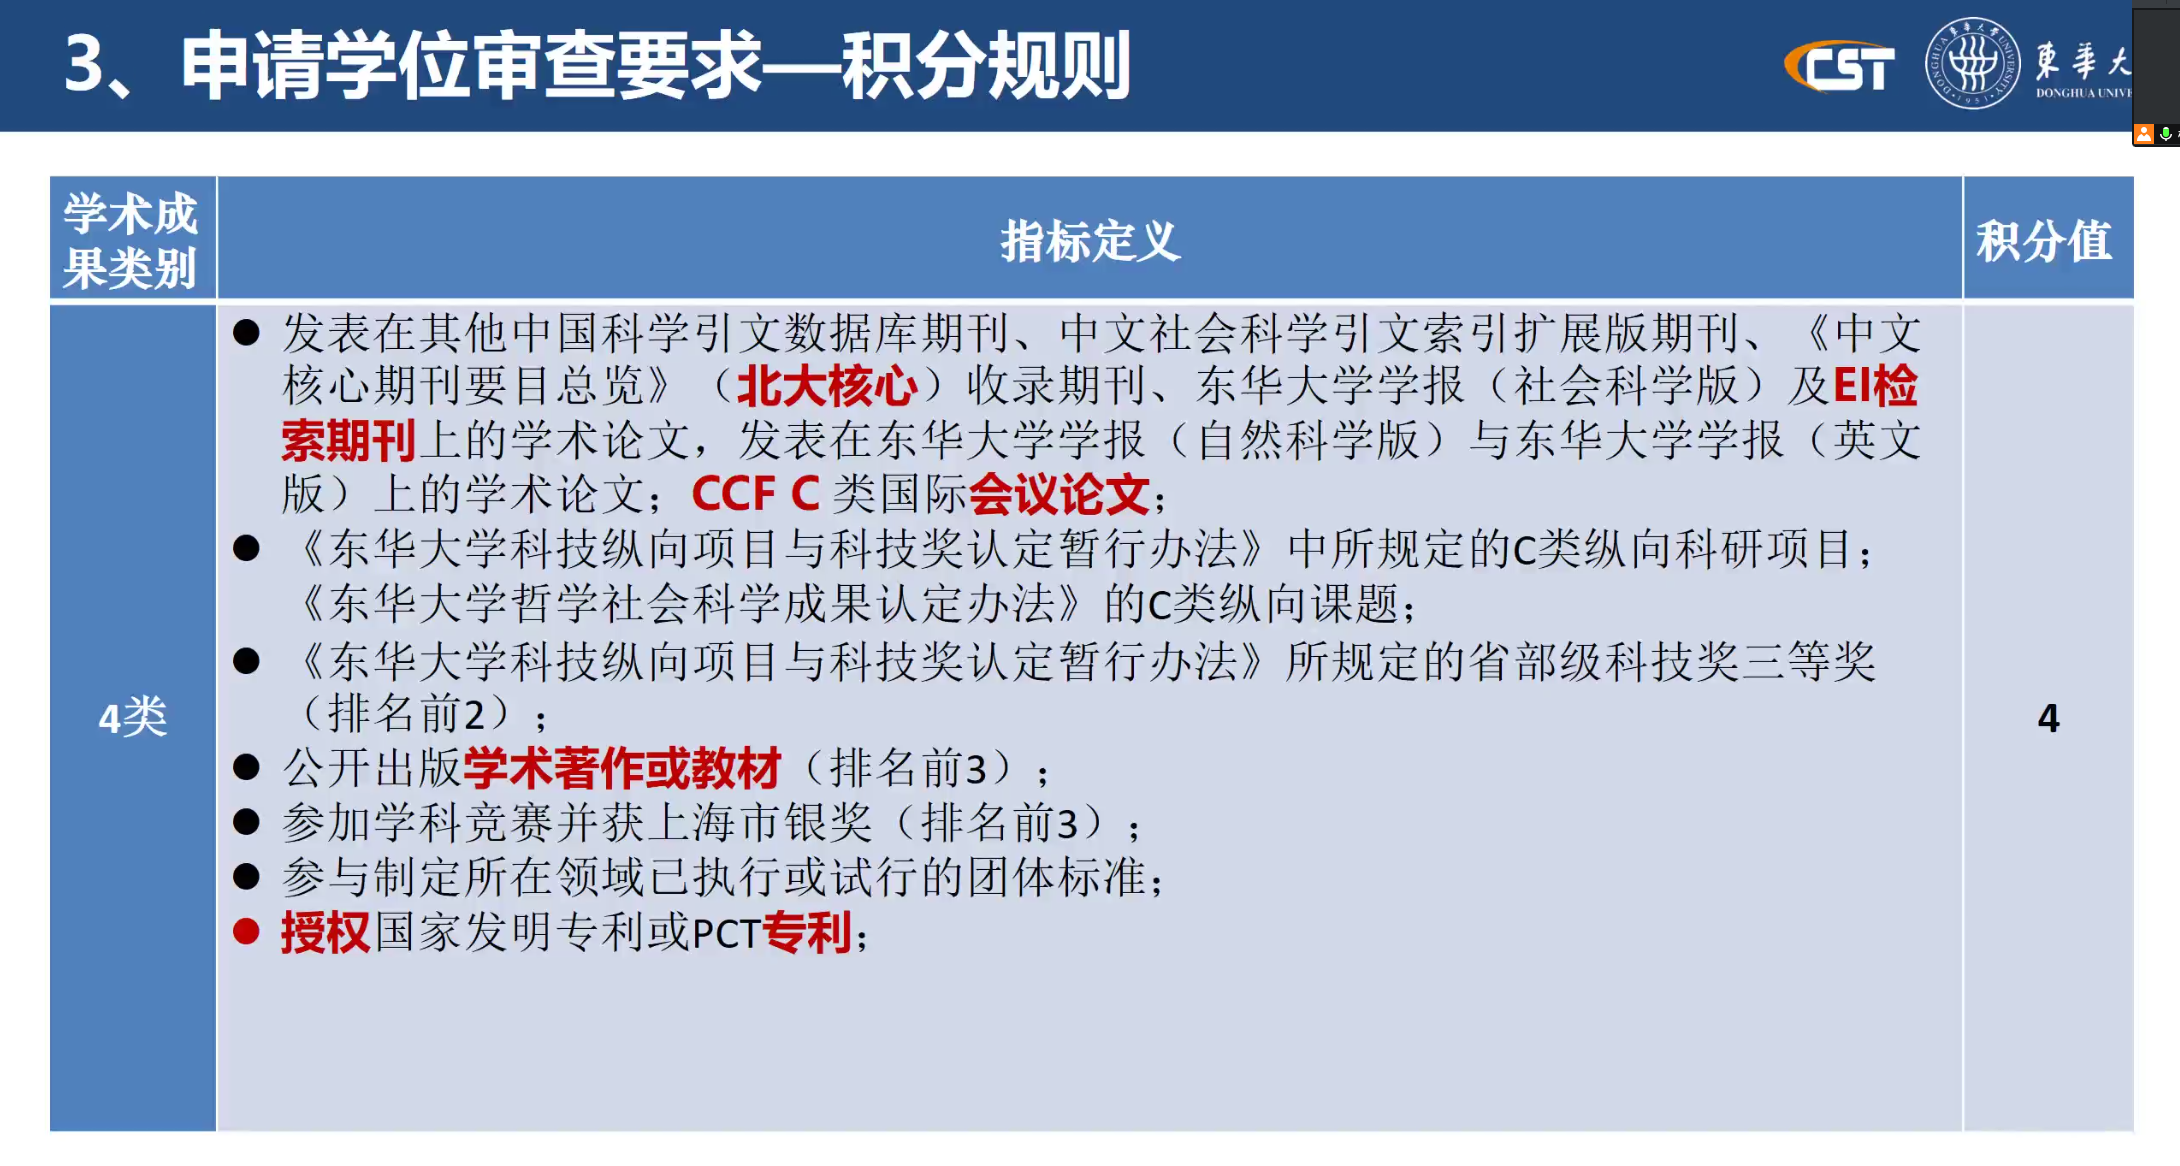 3、申请学位审查要求—积分规则
CST
東華大
DONGHUA UNIVE
学术成
果类别
指标定义
积分值
● 发表在其他中国科学引文数据库期刊、中文社会科学引文索引扩展版期刊、《中文
核心期刊要目总览》（北大核心）收录期刊、东华大学学报（社会科学版）及EI检
索期刊上的学术论文，发表在东华大学学报（自然科学版）与东华大学学报（英文
版）上的学术论文；CCF C 类国际会议论文；
● 《东华大学科技纵向项目与科技奖认定暂行办法》中所规定的C类纵向科研项目；
《东华大学哲学社会科学成果认定办法》的C类纵向课题；
● 《东华大学科技纵向项目与科技奖认定暂行办法》所规定的省部级科技奖三等奖
（排名前2）；
● 公开出版学术著作或教材（排名前3）；
● 参加学科竞赛并获上海市银奖（排名前3）；
● 参与制定所在领域已执行或试行的团体标准；
● 授权国家发明专利或PCT专利；
4类
4